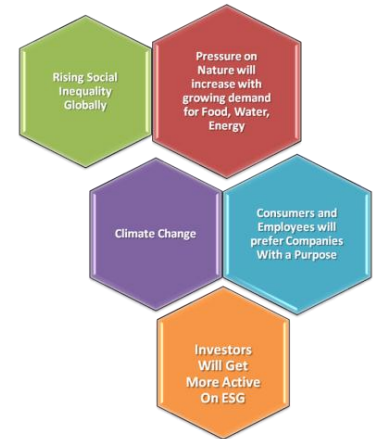 Rising Social
Inequality
Globally
Pressure on
Nature will
increase with
growing demand
for Food, Water,
Energy
Climate Change
Consumers and
Employees will
prefer Companies
With a Purpose
Investors
Will Get
More Active
On ESG